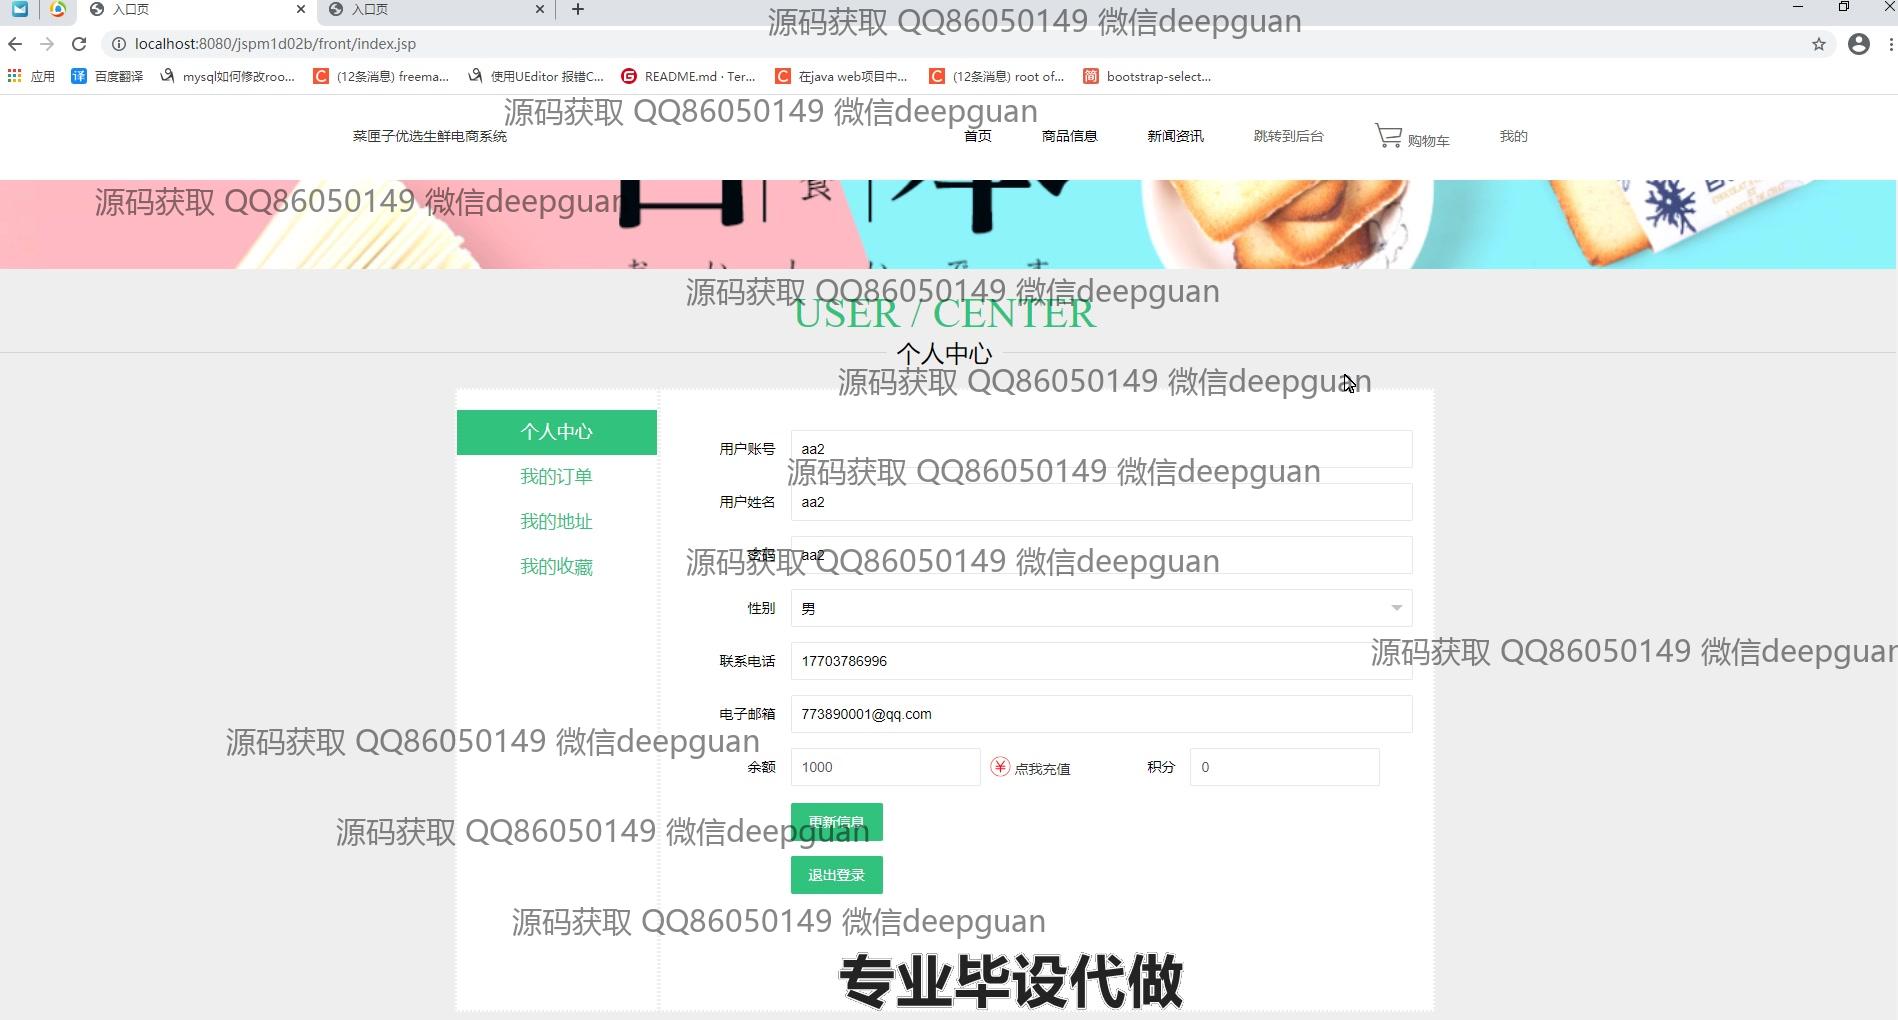 入口页
入口页
源码获取 QQ86050149 微信deepguan
localhost:8080/jspm1d02b/front/index.jsp
应用
百度翻译
mysql如何修改roo...
(12条消息) freema...
使用UEditor 报错C...
README.md · Ter...
在java web项目中...
(12条消息) root of...
bootstrap-select...
源码获取 QQ86050149 微信deepguan
菜匣子优选生鲜电商系统
首页
商品信息
新闻资讯
跳转到后台
购物车
我的
源码获取 QQ86050149 微信deepguan
餐
源码获取 QQ86050149 微信deepguan
USER / CENTER
个人中心
源码获取 QQ86050149 微信deepguan
个人中心
我的订单
我的地址
我的收藏
用户账号 aa2
源码获取 QQ86050149 微信deepguan
用户姓名 aa2
密码 aa2
源码获取 QQ86050149 微信deepguan
性别 男
源码获取 QQ86050149 微信deepguan
联系电话 17703786996
电子邮箱 773890001@qq.com
源码获取 QQ86050149 微信deepguan
余额 1000 点我充值 积分 0
更新信息
源码获取 QQ86050149 微信deepguan
退出登录
源码获取 QQ86050149 微信deepguan
专业毕设代做